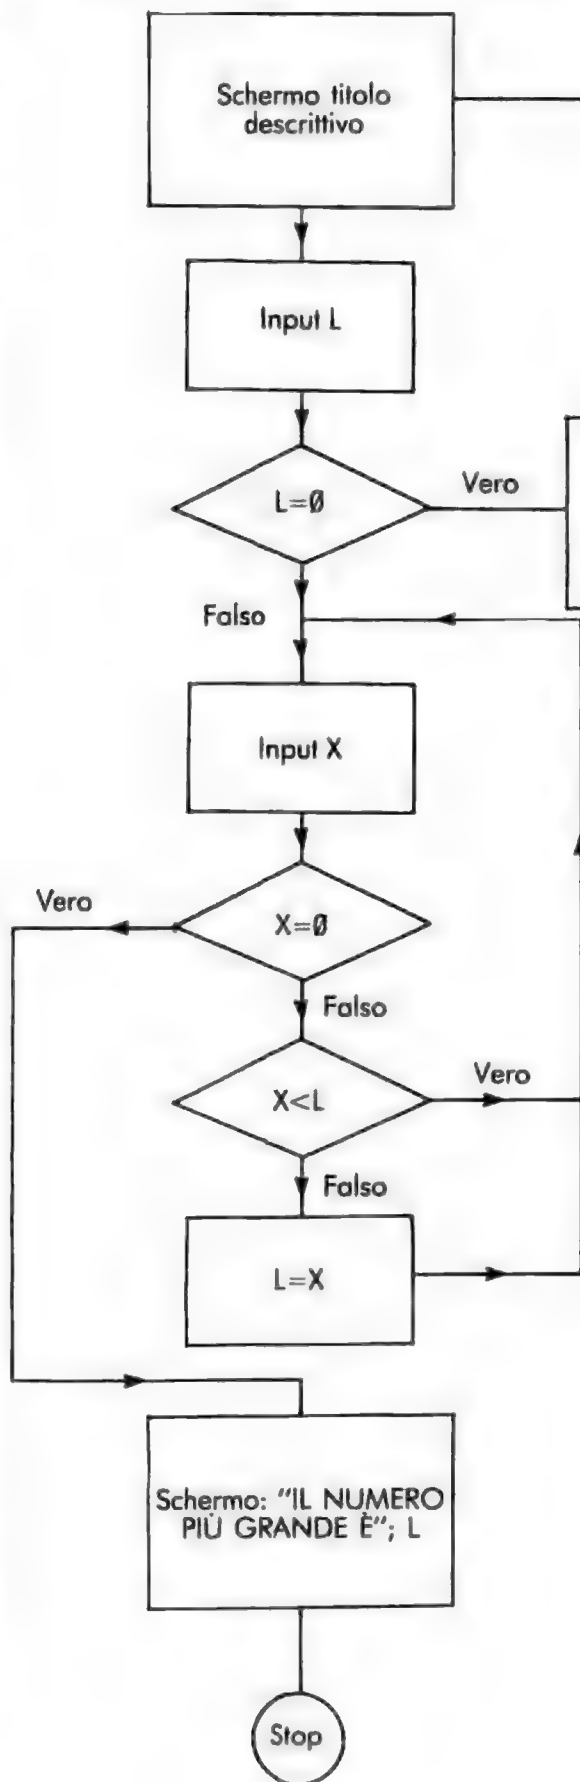 Schermo titolo
descrittivo
Input L
L=Ø
Vero
Falso
Input X
Vero
X=Ø
Falso
X<L
Vero
Falso
L=X
Schermo: "IL NUMERO
PIÙ GRANDE È"; L
Stop